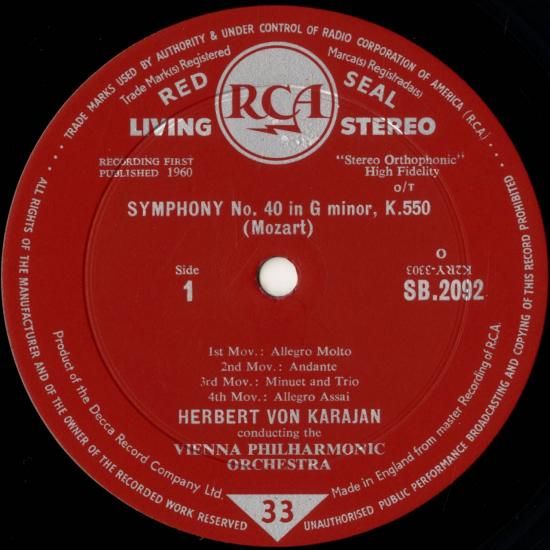 TRADE MARKS USED BY AUTHORITY & UNDER CONTROL OF RADIO CORPORATION OF AMERICA (R.C.A.)
Trade Mark(s) Registered
Marca(s) Registrada(s)
RED SEAL
RCA
LIVING STEREO
RECORDING FIRST
PUBLISHED 1960
"Stereo Orthophonic"
High Fidelity
O/T
SYMPHONY No. 40 in G minor, K.550
(Mozart)
Side
1
O
K2RY-3303
SB.2092
1st Mov.: Allegro Molto
2nd Mov.: Andante
3rd Mov.: Minuet and Trio
4th Mov.: Allegro Assai
HERBERT VON KARAJAN
conducting the
VIENNA PHILHARMONIC
ORCHESTRA
Product of the Decca Record Company Ltd.
Made in England from master Recording of R.C.A.
33
ALL RIGHTS OF THE MANUFACTURER AND OF THE OWNER OF THE RECORDED WORK RESERVED
UNAUTHORISED PUBLIC PERFORMANCE BROADCASTING AND COPYING OF THIS RECORD PROHIBITED